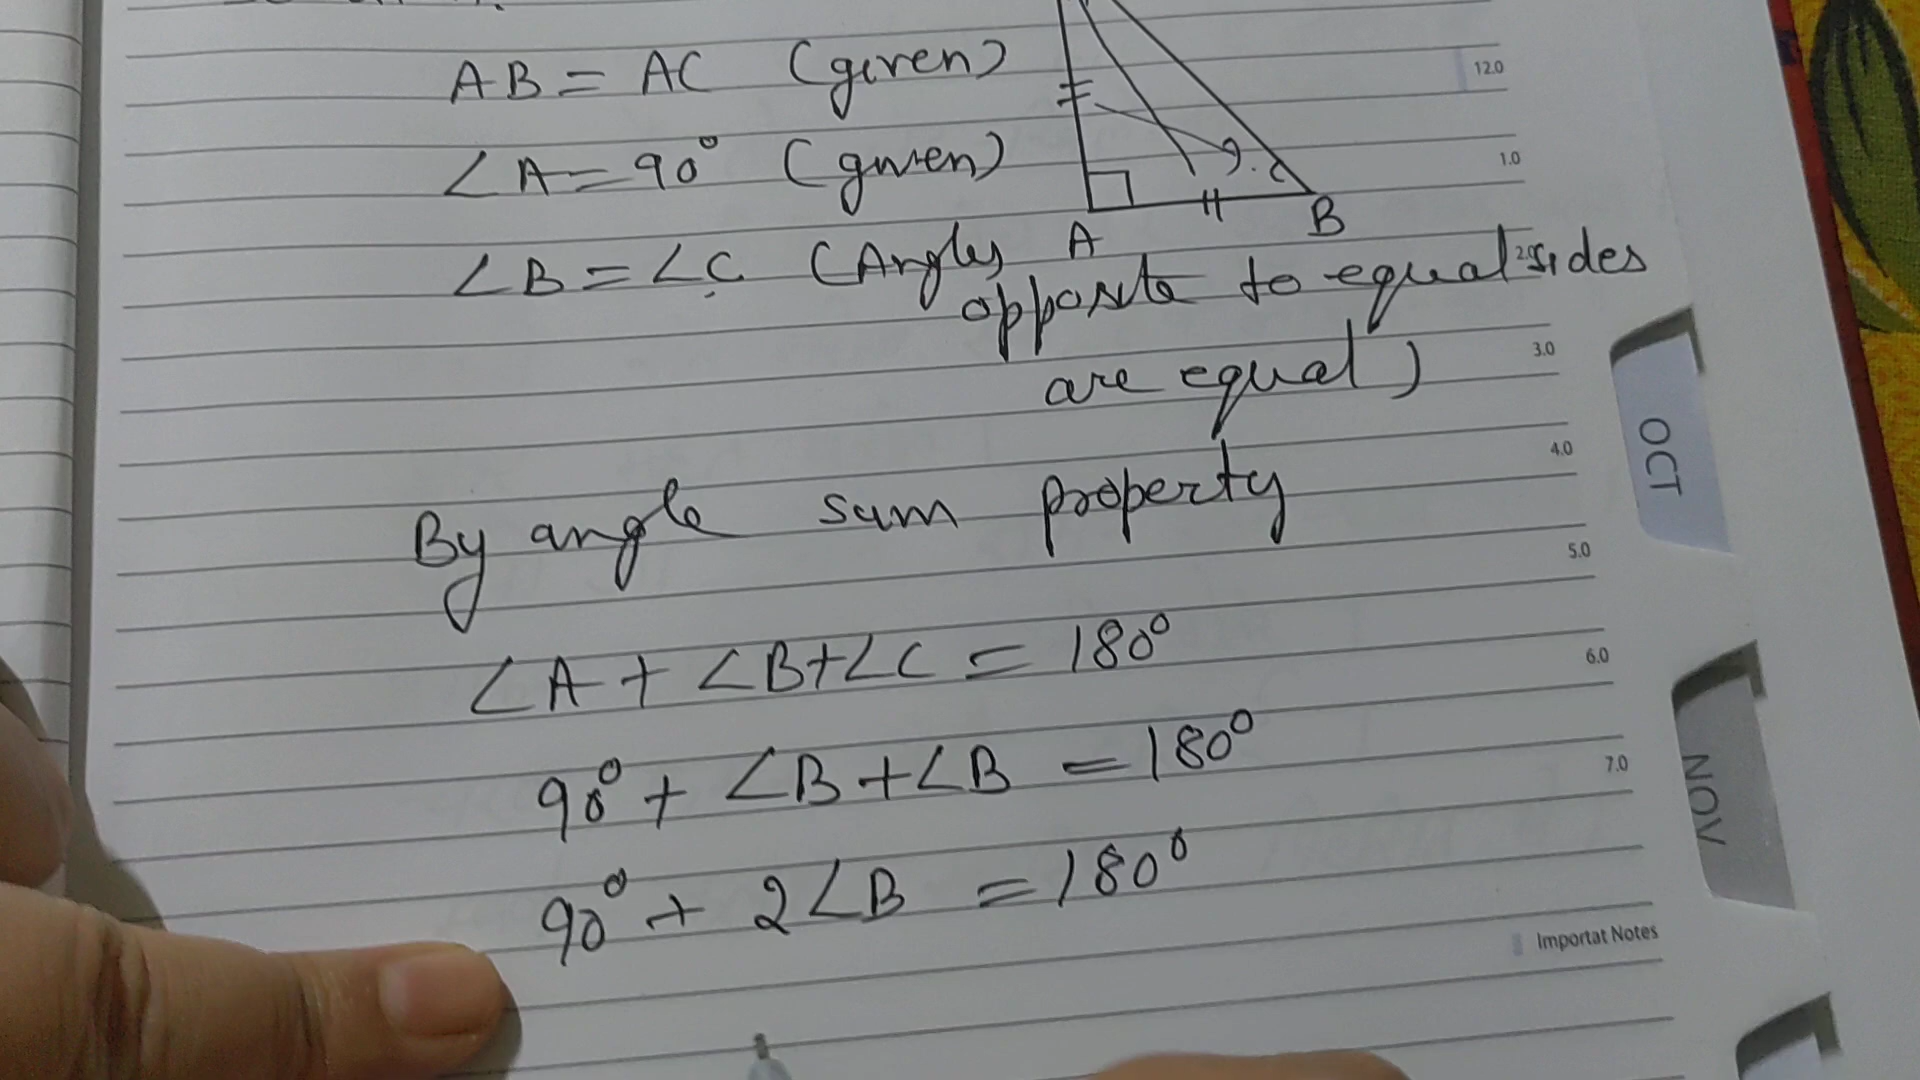 AB = AC (given)
12.0
∠A = 90° (given)
1.0
A
B
∠B = ∠C (Angles
opposite to equal sides
are equal)
3.0
OCT
4.0
By angle sum property
5.0
∠A + ∠B + ∠C = 180°
6.0
90° + ∠B + ∠B = 180°
7.0
NOV
90° + 2∠B = 180°
Importat Notes